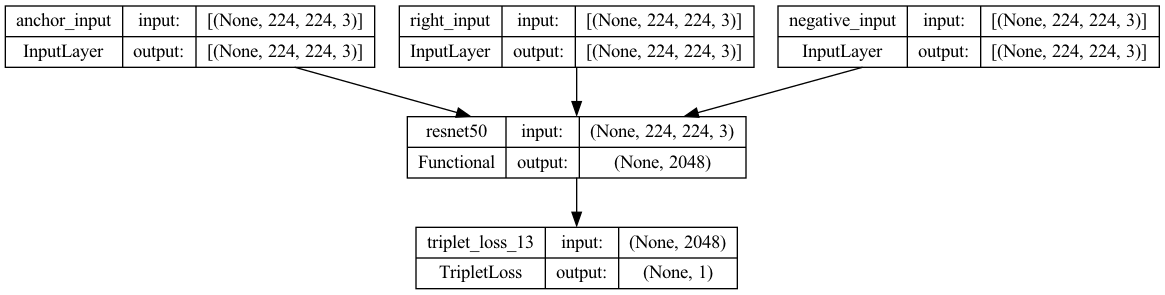 anchor_input input: [(None, 224, 224, 3)]
InputLayer output: [(None, 224, 224, 3)]
right_input input: [(None, 224, 224, 3)]
InputLayer output: [(None, 224, 224, 3)]
negative_input input: [(None, 224, 224, 3)]
InputLayer output: [(None, 224, 224, 3)]
resnet50 input: (None, 224, 224, 3)
Functional output: (None, 2048)
triplet_loss_13 input: (None, 2048)
TripletLoss output: (None, 1)